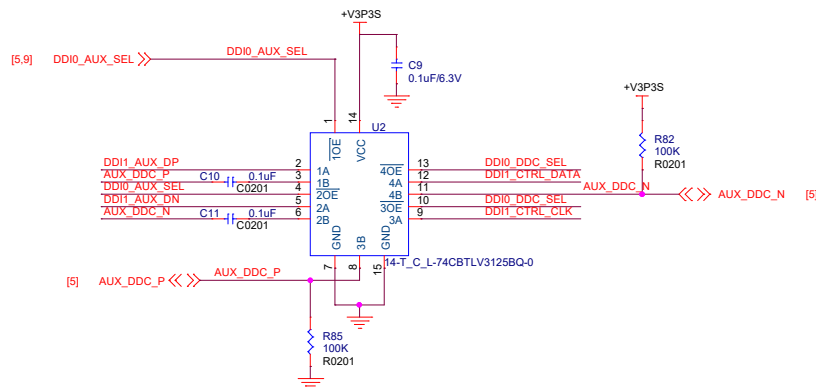 +V3P3S
[5,9] DDI0_AUX_SEL DDI0_AUX_SEL
C9
0.1uF/6.3V
+V3P3S
1 14 U2
R82
100K
R0201
1OE VCC
DDI1_AUX_DP 2 1A 4OE 13 DDI0_DDC_SEL
AUX_DDC_P C10 0.1uF C0201 3 1B 4A 12 DDI1_CTRL_DATA
DDI0_AUX_SEL 4 2OE 4B 11 AUX_DDC_N AUX_DDC_N [5]
DDI1_AUX_DN 5 2A 3OE 10 DDI0_DDC_SEL
AUX_DDC_N C11 0.1uF C0201 6 2B 3A 9 DDI1_CTRL_CLK
GND 3B GND
7 8 15 14-T_C_L-74CBTLV3125BQ-0
[5] AUX_DDC_P AUX_DDC_P
R85
100K
R0201